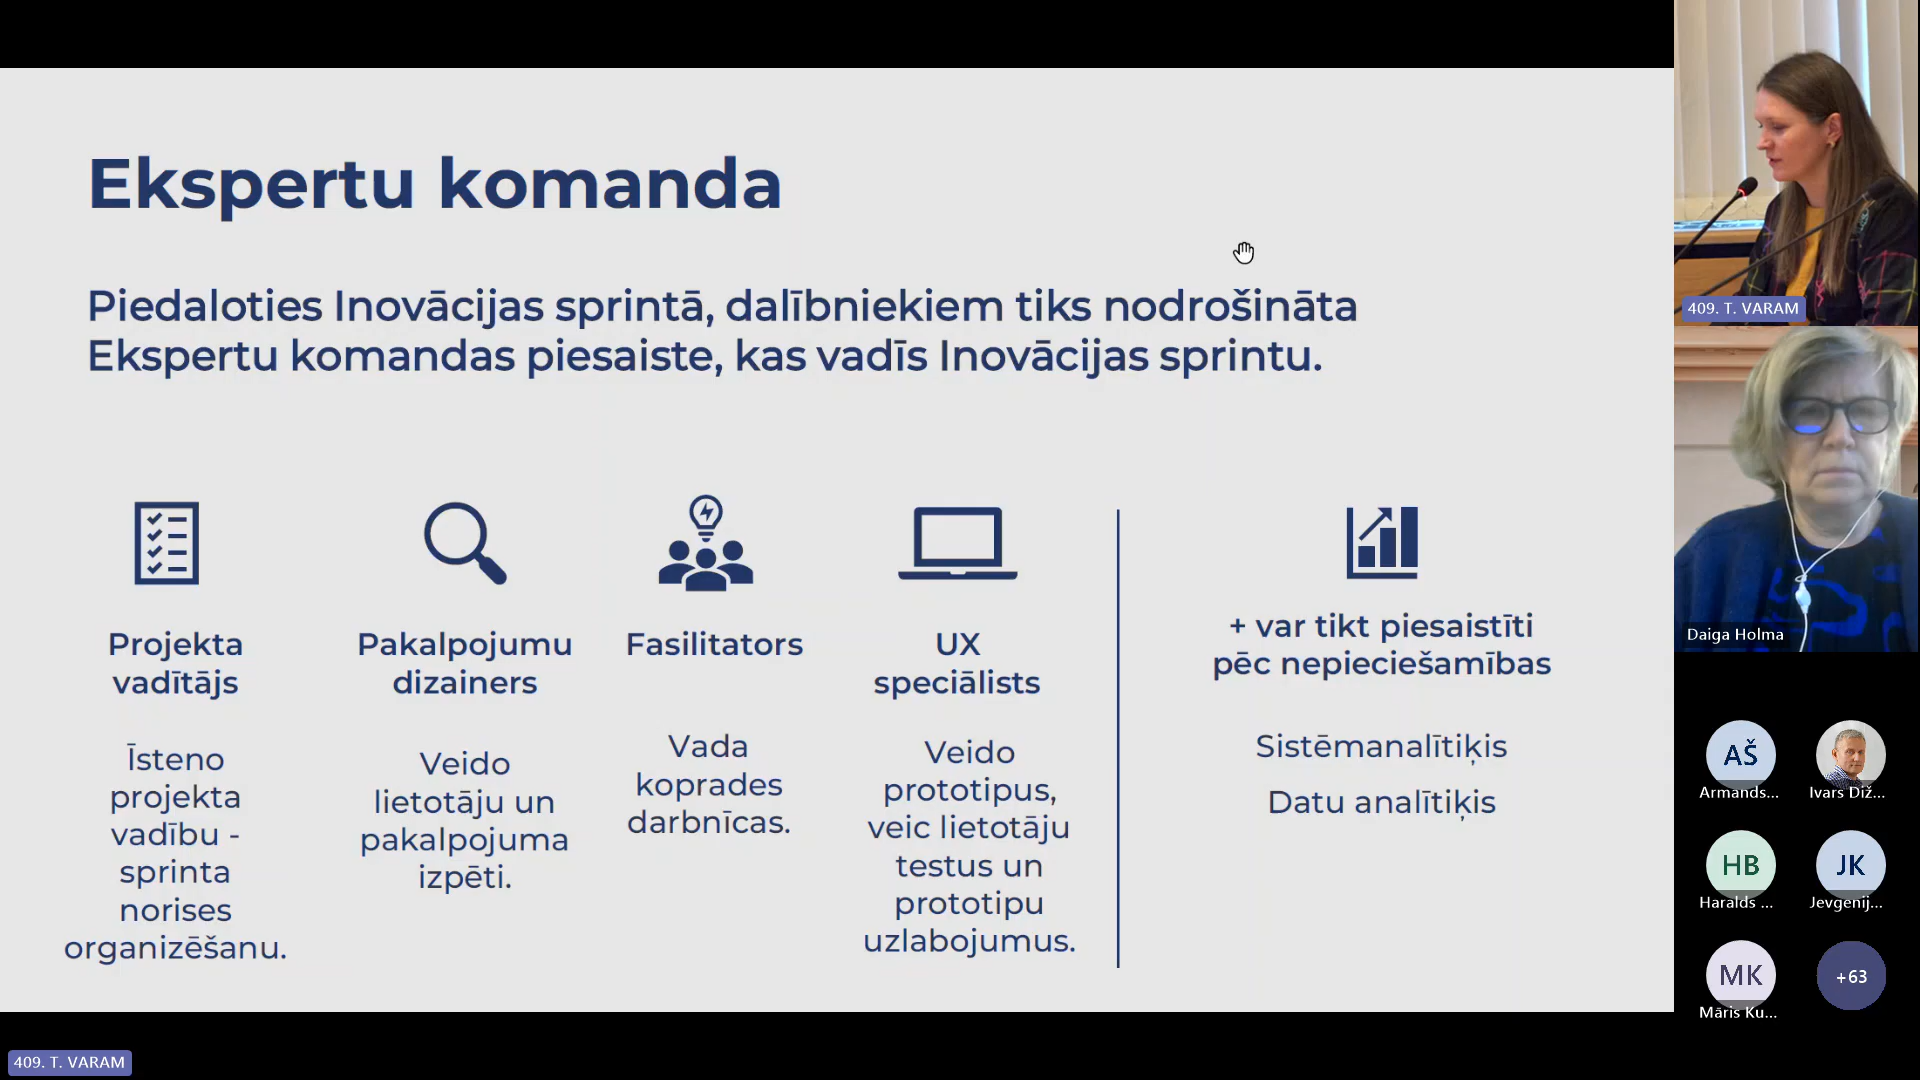 Ekspertu komanda
Piedaloties Inovācijas sprintā, dalībniekiem tiks nodrošināta
Ekspertu komandas piesaiste, kas vadīs Inovācijas sprintu.
Projekta
vadītājs
Īsteno
projekta
vadību -
sprinta
norises
organizēšanu.
Pakalpojumu
dizainers
Veido
lietotāju un
pakalpojuma
izpēti.
Fasilitators
Vada
koprades
darbnīcas.
UX
speciālists
Veido
prototipus,
veic lietotāju
testus un
prototipu
uzlabojumus.
+ var tikt piesaistīti
pēc nepieciešamības
Sistēmanalītiķis
Datu analītiķis
409. T. VARAM
Daiga Holma
AŠ
Armands...
Ivars Diž...
HB
Haralds ...
JK
Jevgenij...
MK
Māris Ku...
+63
409. T. VARAM